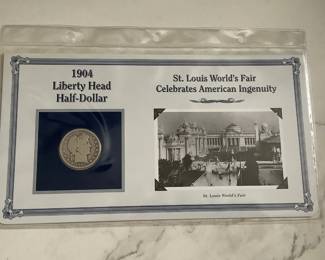 1904
Liberty Head
Half-Dollar
St. Louis World's Fair
Celebrates American Ingenuity
St. Louis World's Fair